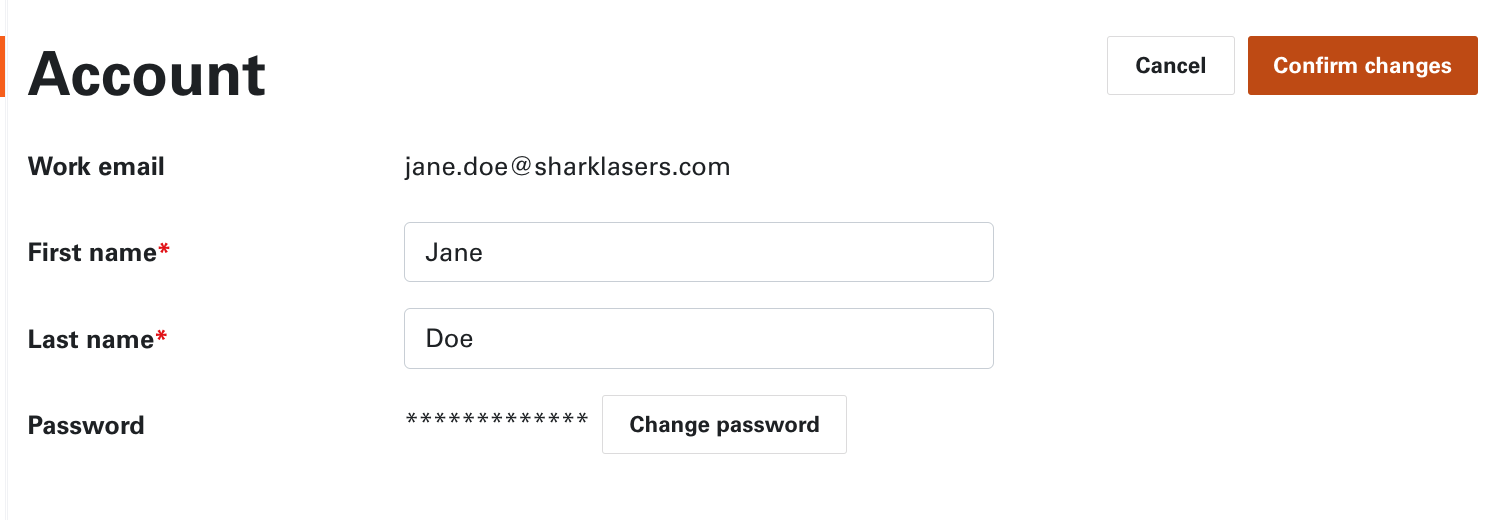 Account
Cancel
Confirm changes
Work email
jane.doe@sharklasers.com
First name*
Jane
Last name*
Doe
Password
*************
Change password